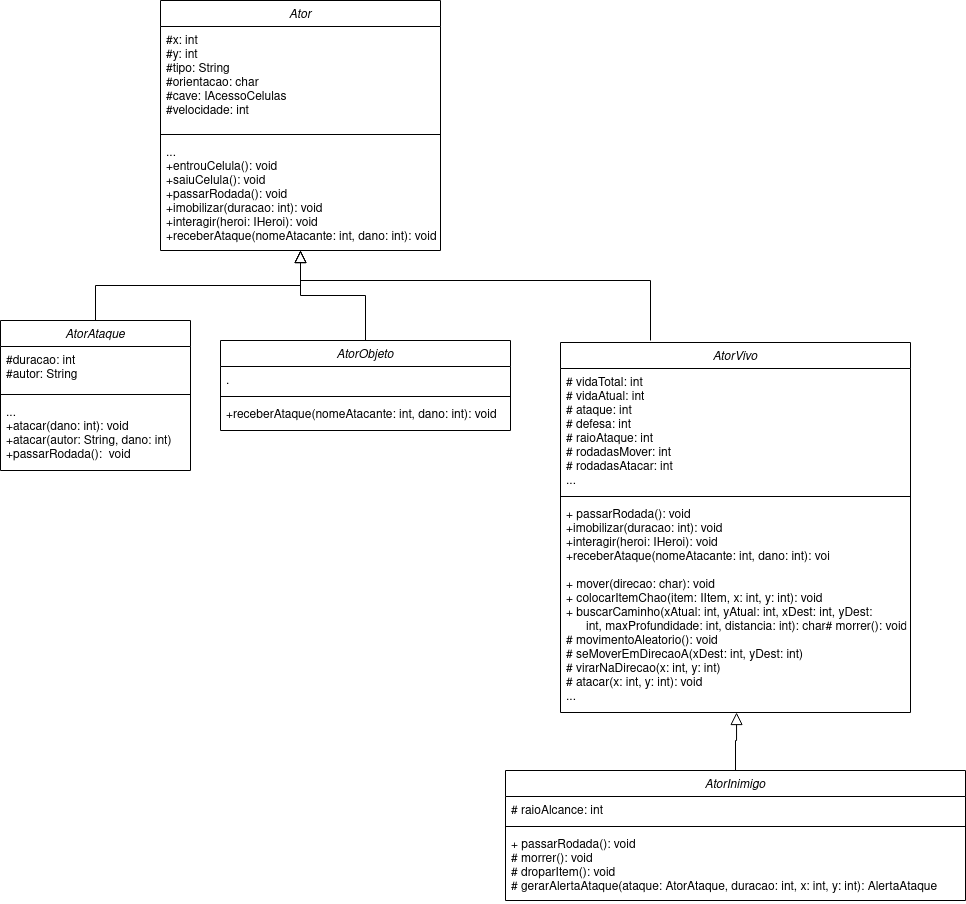 Ator
#x: int
#y: int
#tipo: String
#orientacao: char
#cave: IAcessoCelulas
#velocidade: int
...
+entrouCelula(): void
+saiuCelula(): void
+passarRodada(): void
+imobilizar(duracao: int): void
+interagir(heroi: IHeroi): void
+receberAtaque(nomeAtacante: int, dano: int): void
AtorAtaque
#duracao: int
#autor: String
...
+atacar(dano: int): void
+atacar(autor: String, dano: int)
+passarRodada():  void
AtorObjeto
.
+receberAtaque(nomeAtacante: int, dano: int): void
AtorVivo
# vidaTotal: int
# vidaAtual: int
# ataque: int
# defesa: int
# raioAtaque: int
# rodadasMover: int
# rodadasAtacar: int
...
+ passarRodada(): void
+imobilizar(duracao: int): void
+interagir(heroi: IHeroi): void
+receberAtaque(nomeAtacante: int, dano: int): voi
+ mover(direcao: char): void
+ colocarItemChao(item: IItem, x: int, y: int): void
+ buscarCaminho(xAtual: int, yAtual: int, xDest: int, yDest:
int, maxProfundidade: int, distancia: int): char# morrer(): void
# movimentoAleatorio(): void
# seMoverEmDirecaoA(xDest: int, yDest: int)
# virarNaDirecao(x: int, y: int)
# atacar(x: int, y: int): void
...
AtorInimigo
# raioAlcance: int
+ passarRodada(): void
# morrer(): void
# droparItem(): void
# gerarAlertaAtaque(ataque: AtorAtaque, duracao: int, x: int, y: int): AlertaAtaque